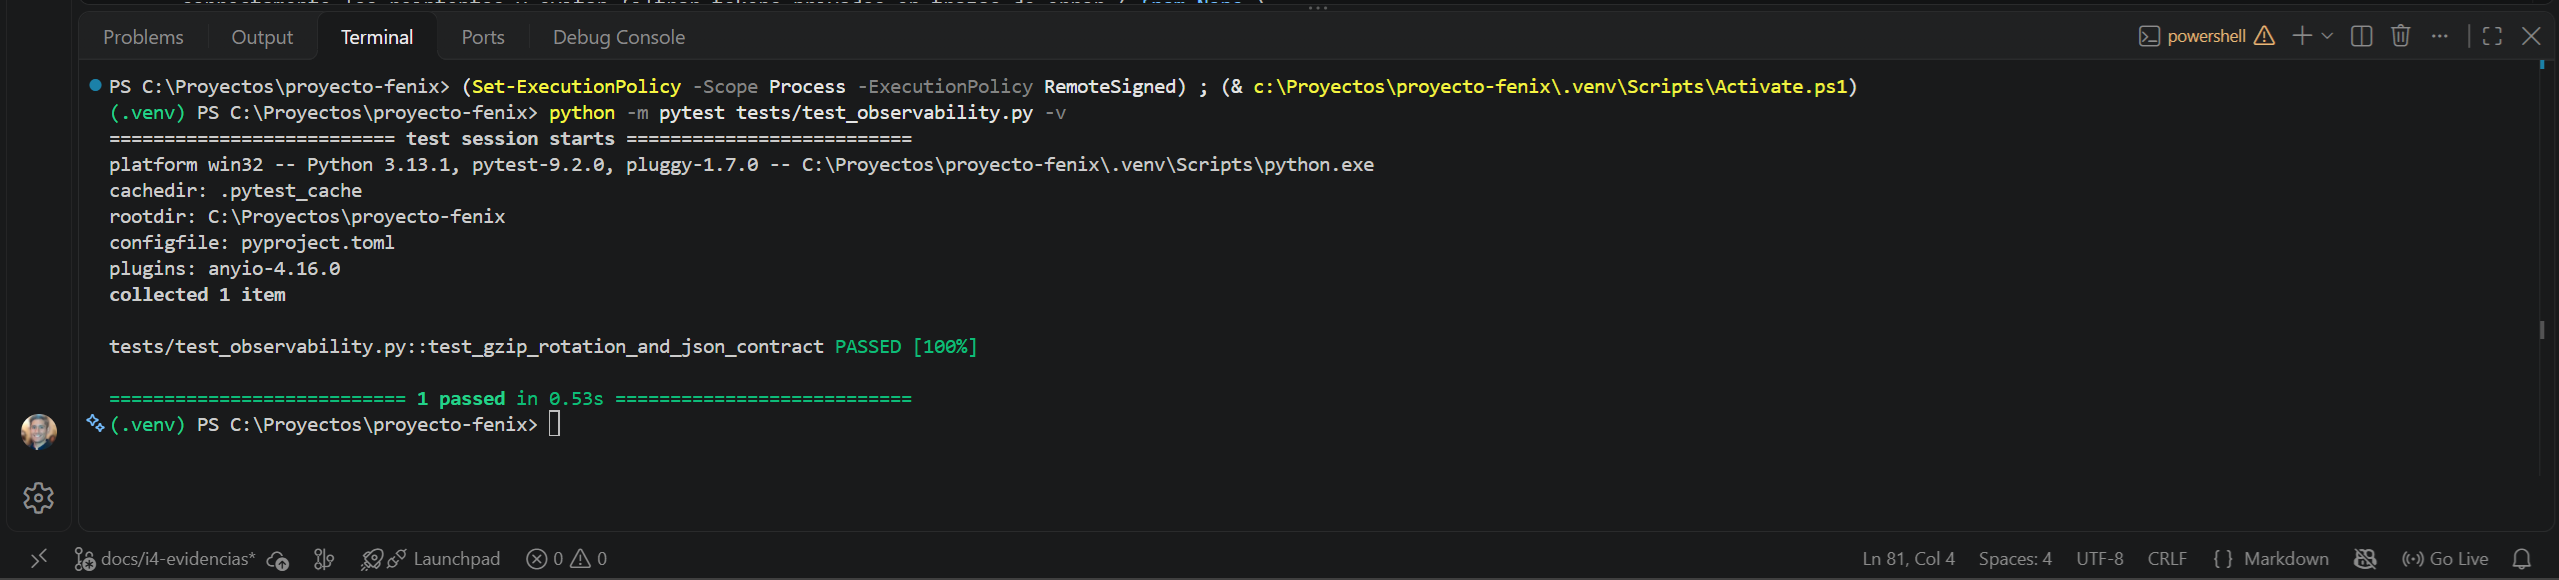 Problems Output Terminal Ports Debug Console powershell
PS C:\Proyectos\proyecto-fenix> (Set-ExecutionPolicy -Scope Process -ExecutionPolicy RemoteSigned) ; (& c:\Proyectos\proyecto-fenix\.venv\Scripts\Activate.ps1)
(.venv) PS C:\Proyectos\proyecto-fenix> python -m pytest tests/test_observability.py -v
========================== test session starts ==========================
platform win32 -- Python 3.13.1, pytest-9.2.0, pluggy-1.7.0 -- C:\Proyectos\proyecto-fenix\.venv\Scripts\python.exe
cachedir: .pytest_cache
rootdir: C:\Proyectos\proyecto-fenix
configfile: pyproject.toml
plugins: anyio-4.16.0
collected 1 item
tests/test_observability.py::test_gzip_rotation_and_json_contract PASSED [100%]
=========================== 1 passed in 0.53s ===========================
(.venv) PS C:\Proyectos\proyecto-fenix>
docs/i4-evidencias* Launchpad 0 0 Ln 81, Col 4 Spaces: 4 UTF-8 CRLF {} Markdown Go Live